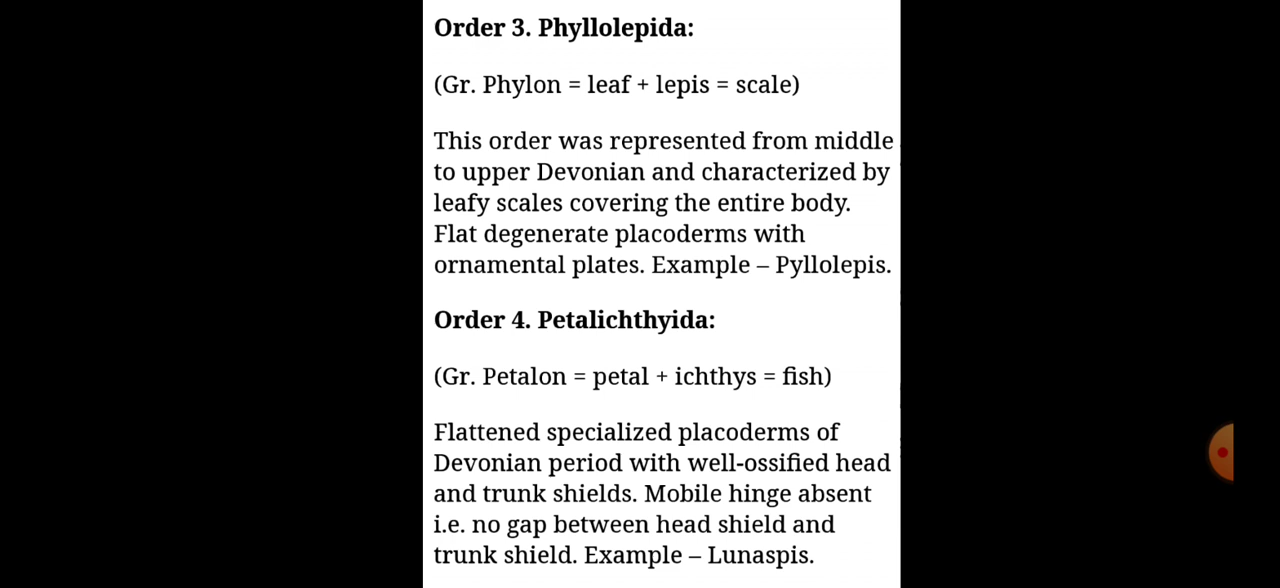 Order 3. Phyllolepida:
(Gr. Phylon = leaf + lepis = scale)
This order was represented from middle
to upper Devonian and characterized by
leafy scales covering the entire body.
Flat degenerate placoderms with
ornamental plates. Example – Pyllolepis.
Order 4. Petalichthyida:
(Gr. Petalon = petal + ichthys = fish)
Flattened specialized placoderms of
Devonian period with well-ossified head
and trunk shields. Mobile hinge absent
i.e. no gap between head shield and
trunk shield. Example – Lunaspis.